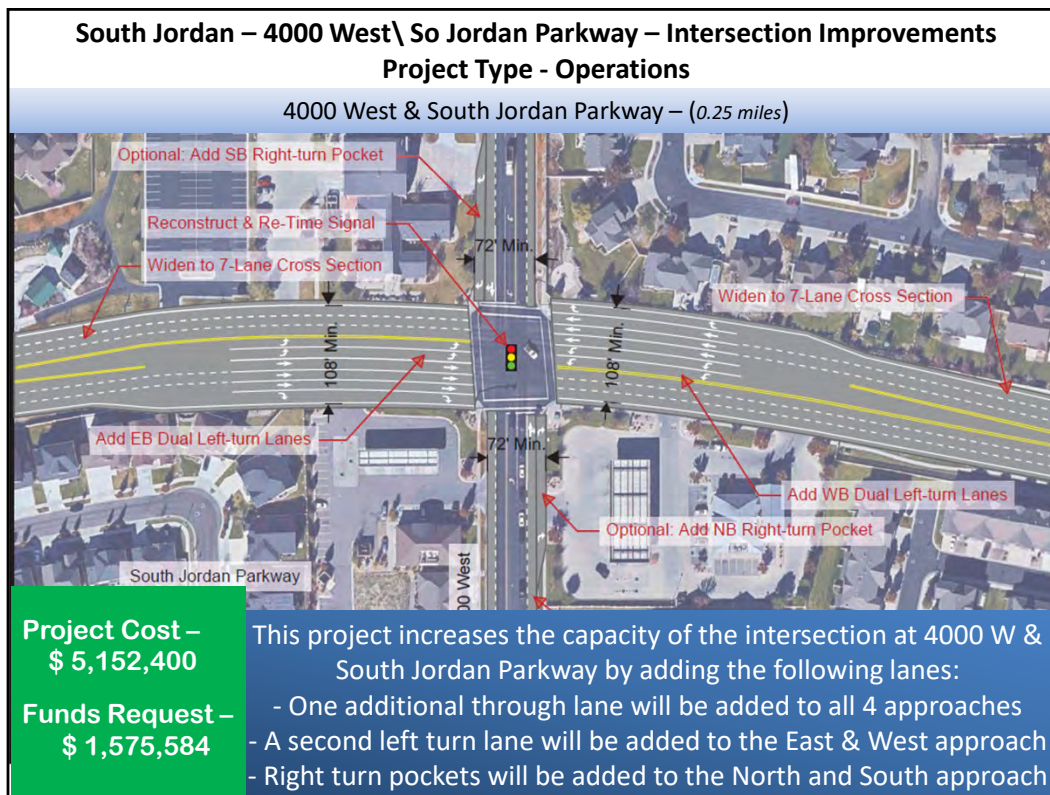 South Jordan – 4000 West\ So Jordan Parkway – Intersection Improvements
Project Type - Operations
4000 West & South Jordan Parkway – (0.25 miles)
Optional: Add SB Right-turn Pocket
Reconstruct & Re-Time Signal
72' Min.
Widen to 7-Lane Cross Section
Widen to 7-Lane Cross Section
108' Min.
108' Min.
Add EB Dual Left-turn Lanes
72' Min.
Add WB Dual Left-turn Lanes
Optional: Add NB Right-turn Pocket
South Jordan Parkway
00 West
Project Cost –
$ 5,152,400
Funds Request –
$ 1,575,584
This project increases the capacity of the intersection at 4000 W &
South Jordan Parkway by adding the following lanes:
- One additional through lane will be added to all 4 approaches
- A second left turn lane will be added to the East & West approach
- Right turn pockets will be added to the North and South approach